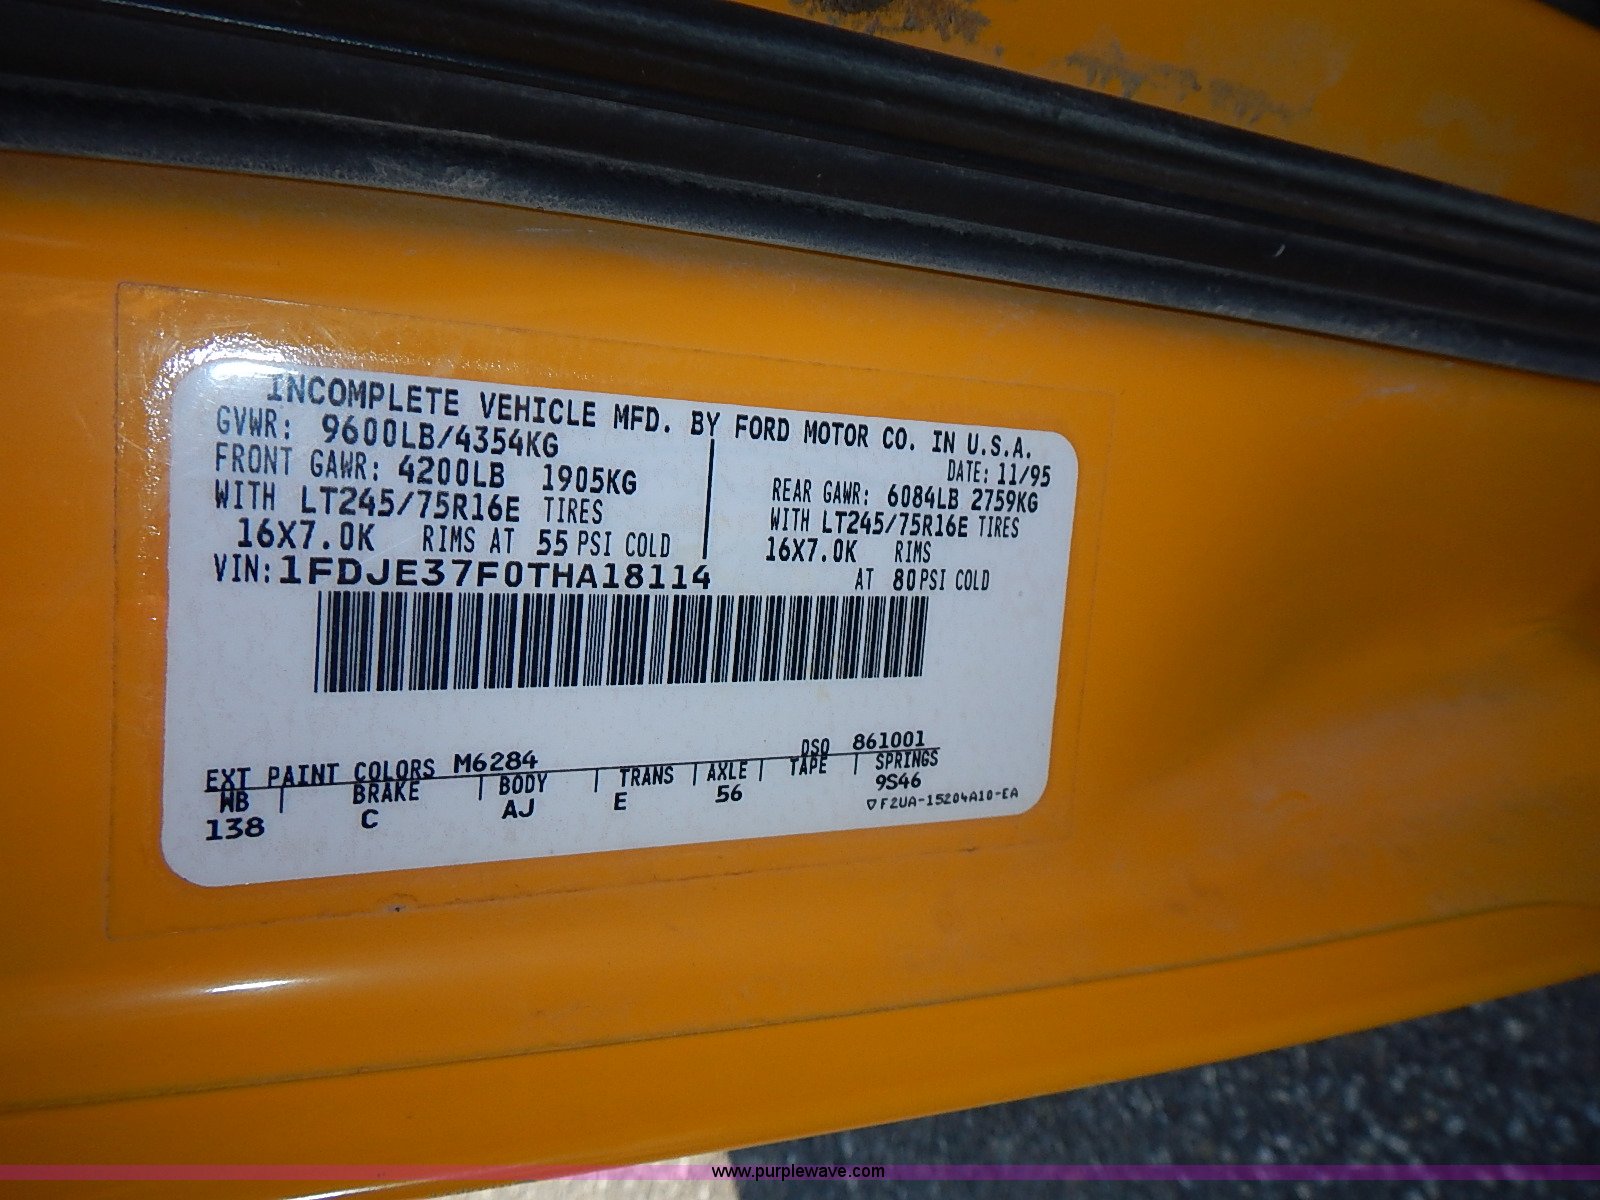 INCOMPLETE VEHICLE MFD. BY FORD MOTOR CO. IN U.S.A.
GVWR: 9600LB/4354KG
DATE: 11/95
FRONT GAWR: 4200LB 1905KG
WITH LT245/75R16E TIRES
16X7.0K RIMS AT 55 PSI COLD
REAR GAWR: 6084LB 2759KG
WITH LT245/75R16E TIRES
16X7.0K RIMS
AT 80 PSI COLD
VIN: 1FDJE37F0THA18114
EXT PAINT COLORS M6284 DSO 861001
WB | BRAKE | BODY | TRANS | AXLE | TAPE | SPRINGS
138 C AJ E 56 9S46
▽F2UA-15204A10-EA
www.purplewave.com